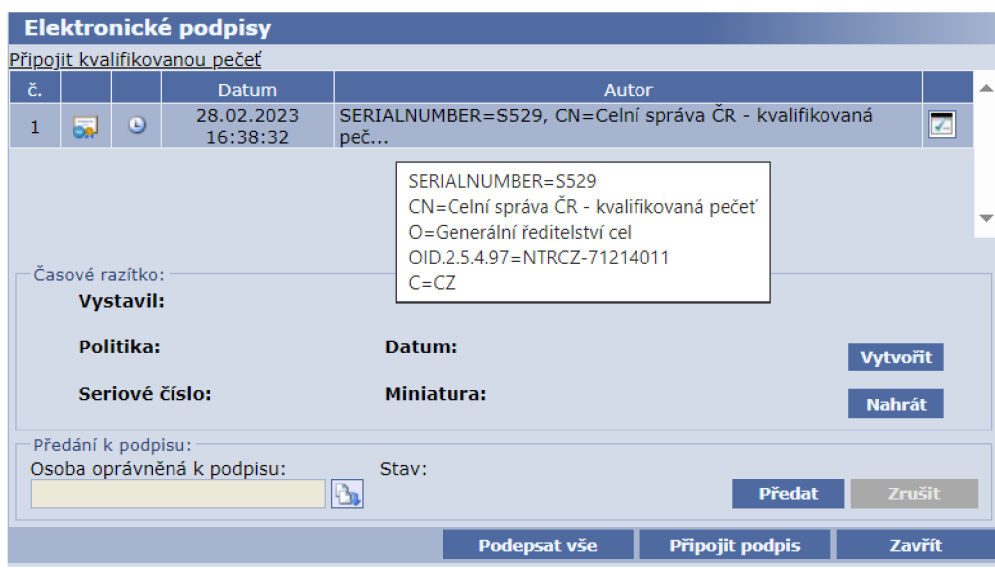 Elektronické podpisy
Připojit kvalifikovanou pečeť
č. Datum Autor
1 28.02.2023 16:38:32 SERIALNUMBER=S529, CN=Celní správa ČR - kvalifikovaná peč...
SERIALNUMBER=S529
CN=Celní správa ČR - kvalifikovaná pečeť
O=Generální ředitelství cel
OID.2.5.4.97=NTRCZ-71214011
C=CZ
Časové razítko:
Vystavil:
Politika: Datum:
Vytvořit
Seriové číslo: Miniatura:
Nahrát
Předání k podpisu:
Osoba oprávněná k podpisu: Stav:
Předat Zrušit
Podepsat vše Připojit podpis Zavřít